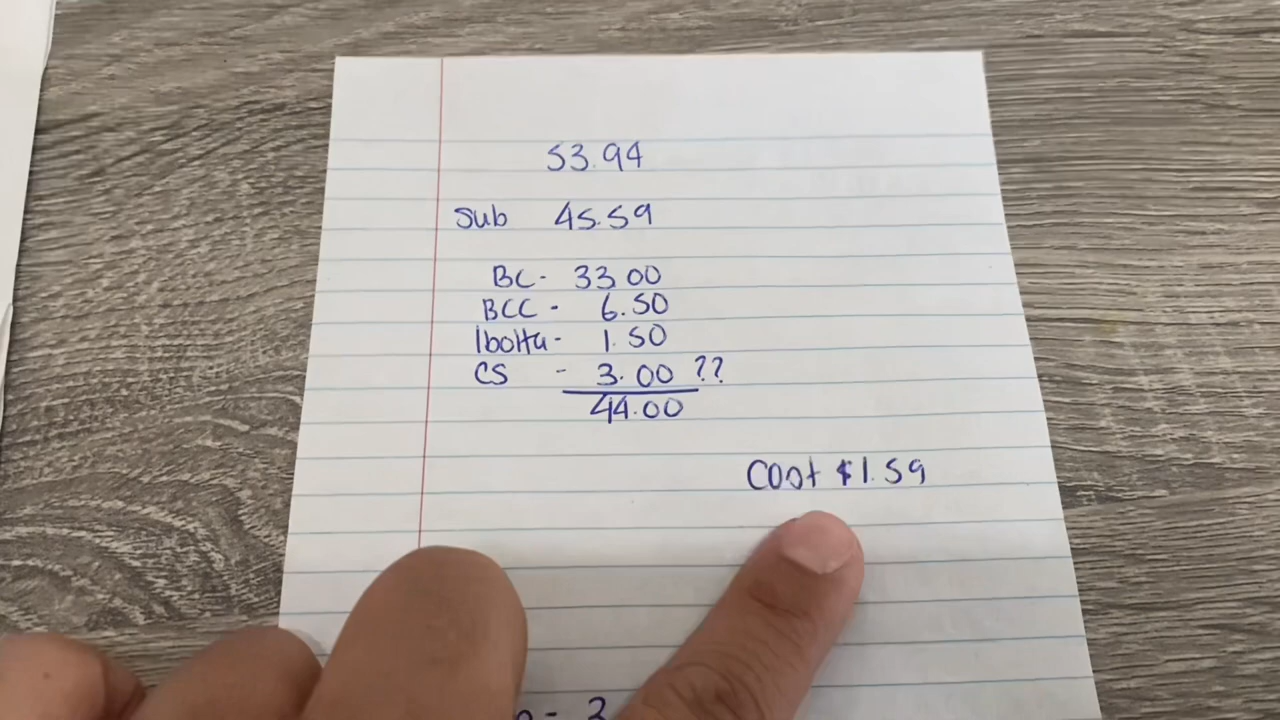 53.94
Sub 45.59
BC - 33.00
BCC - 6.50
Ibotta - 1.50
CS - 3.00 ??
44.00
Cost $1.59